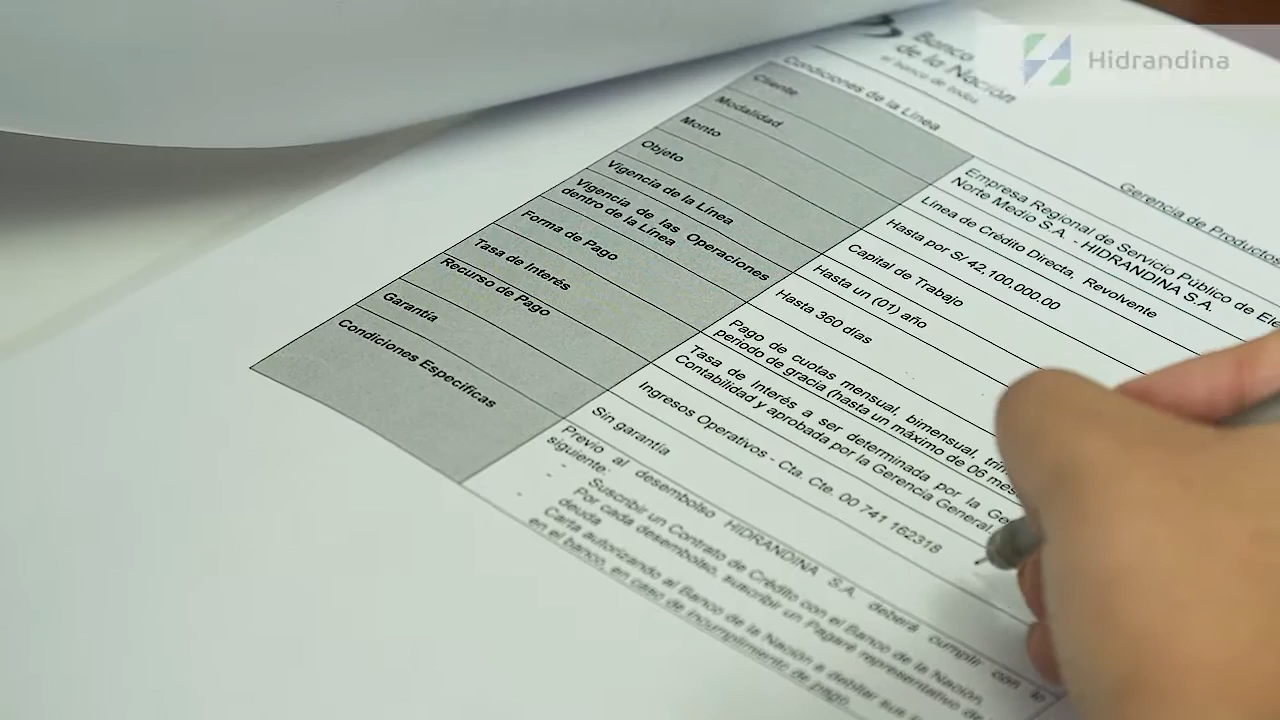 Hidrandina
Banco
de la Nación
el banco de todos
Gerencia de Productos
Condiciones de la Línea
Cliente
Empresa Regional de Servicio Público de
Norte Medio S.A. - HIDRANDINA S.A.
Modalidad
Línea de Crédito Directa, Revolvente
Monto
Hasta por S/ 42,100,000.00
Objeto
Capital de Trabajo
Vigencia de la Línea
Hasta un (01) año
Vigencia de las Operaciones
dentro de la Línea
Hasta 360 días
Forma de Pago
Pago de cuotas mensual, bimensual,
período de gracia (hasta un máximo de 06
Tasa de Interés
Tasa de Interés a ser determinada por la
Contabilidad y aprobada por la Gerencia General.
Recurso de Pago
Ingresos Operativos - Cta. Cte. 00 741 162318
Garantía
Sin garantía
Condiciones Específicas
Previo al desembolso HIDRANDINA S.A. deberá cumplir con lo
siguiente:
- Suscribir un Contrato de Crédito con el Banco de la Nación.
- Por cada desembolso, suscribir un Pagaré representativo de
deuda
Carta autorizando al Banco de la Nación a debitar sus
en el banco, en caso de incumplimiento de pago.